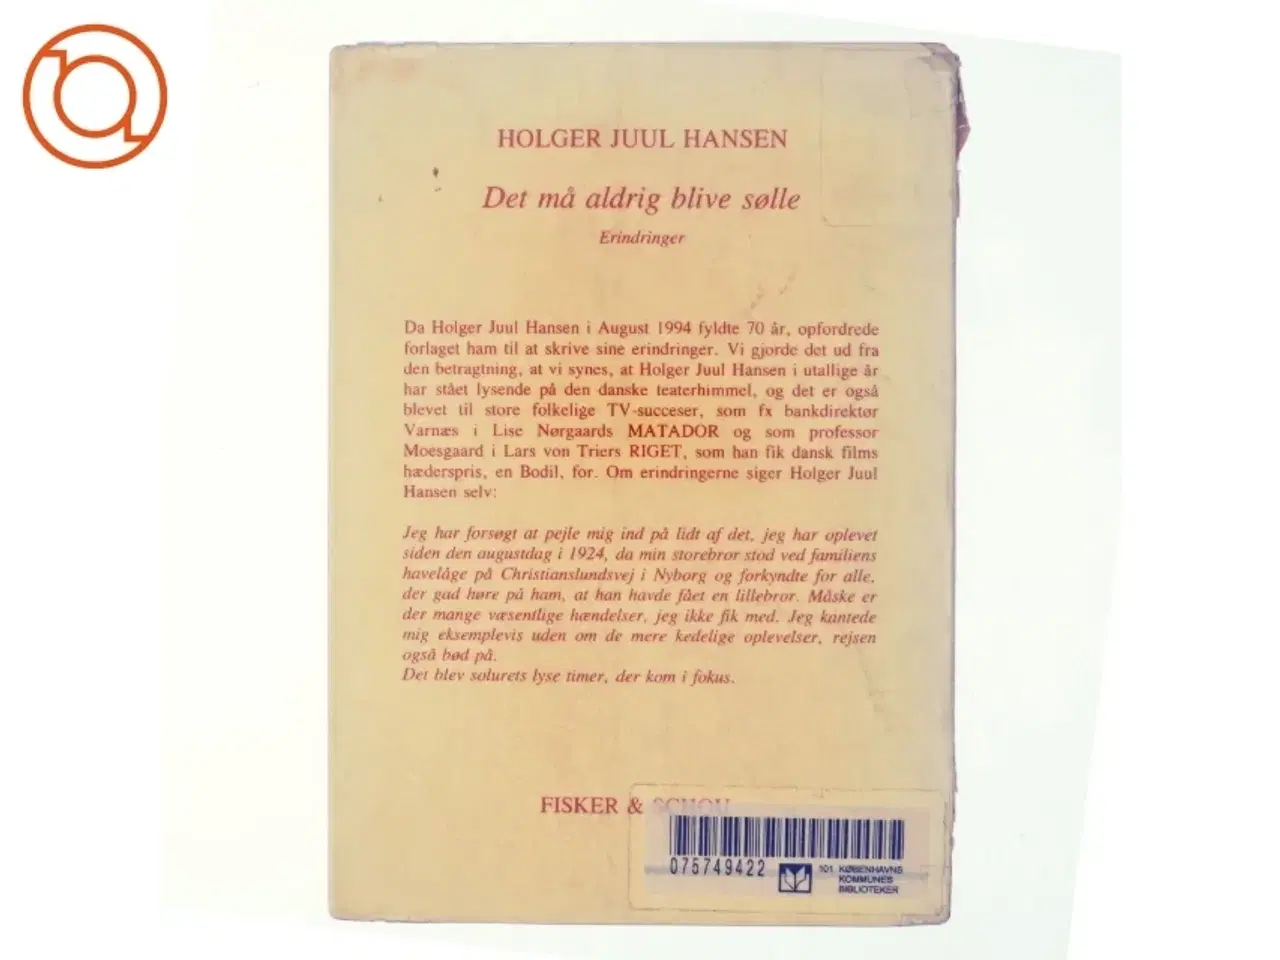 HOLGER JUUL HANSEN
Det må aldrig blive sølle
Erindringer
Da Holger Juul Hansen i August 1994 fyldte 70 år, opfordrede
forlaget ham til at skrive sine erindringer. Vi gjorde det ud fra
den betragtning, at vi synes, at Holger Juul Hansen i utallige år
har stået lysende på den danske teaterhimmel, og det er også
blevet til store folkelige TV-succeser, som fx bankdirektør
Varnæs i Lise Nørgaards MATADOR og som professor
Moesgaard i Lars von Triers RIGET, som han fik dansk films
hæderspris, en Bodil, for. Om erindringerne siger Holger Juul
Hansen selv:
Jeg har forsøgt at pejle mig ind på lidt af det, jeg har oplevet
siden den augustdag i 1924, da min storebror stod ved familiens
havelåge på Christianslundsvej i Nyborg og forkyndte for alle,
der gad høre på ham, at han havde fået en lillebror. Måske er
der mange væsentlige hændelser, jeg ikke fik med. Jeg kantede
mig eksemplevis uden om de mere kedelige oplevelser, rejsen
også bød på.
Det blev solurets lyse timer, der kom i fokus.
FISKER & SCHOU
075749422
101 KØBENHAVNS
KOMMUNES
BIBLIOTEKER